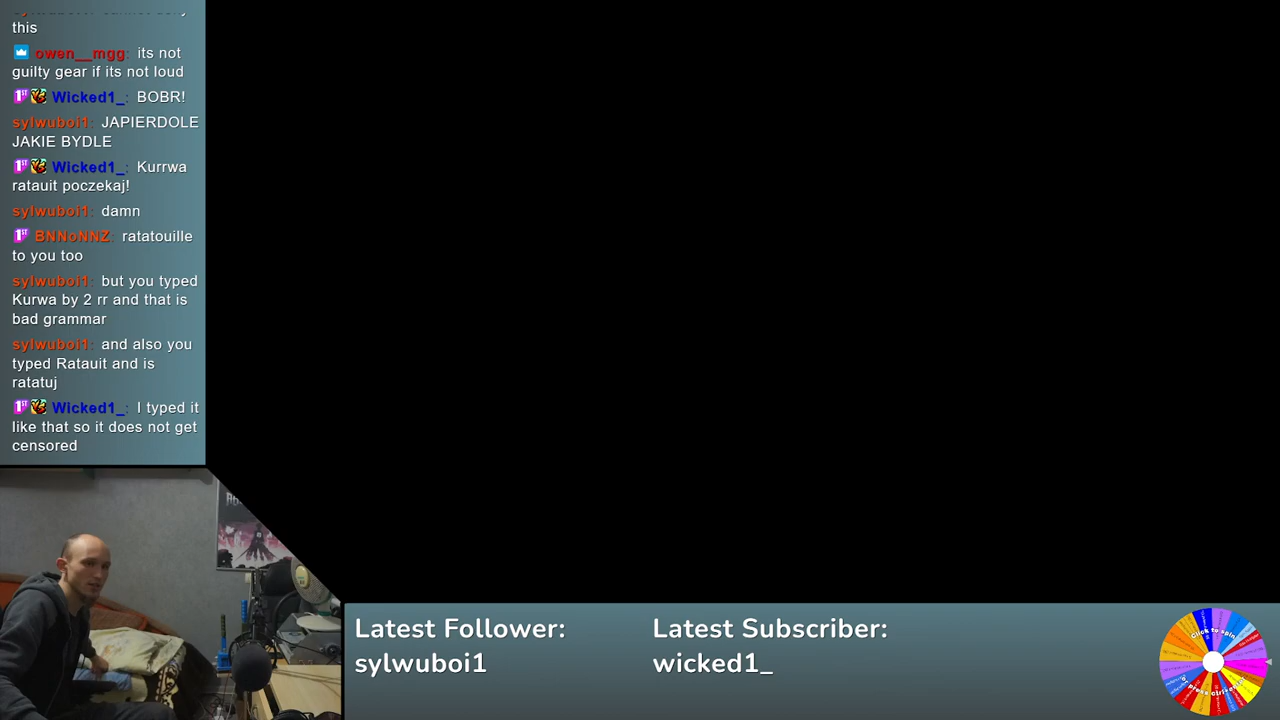 this
owen__mgg: its not
guilty gear if its not loud
Wicked1_: BOBR!
sylwuboi1: JAPIERDOLE
JAKIE BYDLE
Wicked1_: Kurrwa
ratauit poczekaj!
sylwuboi1: damn
BNNoNNZ: ratatouille
to you too
sylwuboi1: but you typed
Kurwa by 2 rr and that is
bad grammar
sylwuboi1: and also you
typed Ratauit and is
ratatuj
Wicked1_: I typed it
like that so it does not get
censored
Latest Follower:
sylwuboi1
Latest Subscriber:
wicked1_
Click to spin